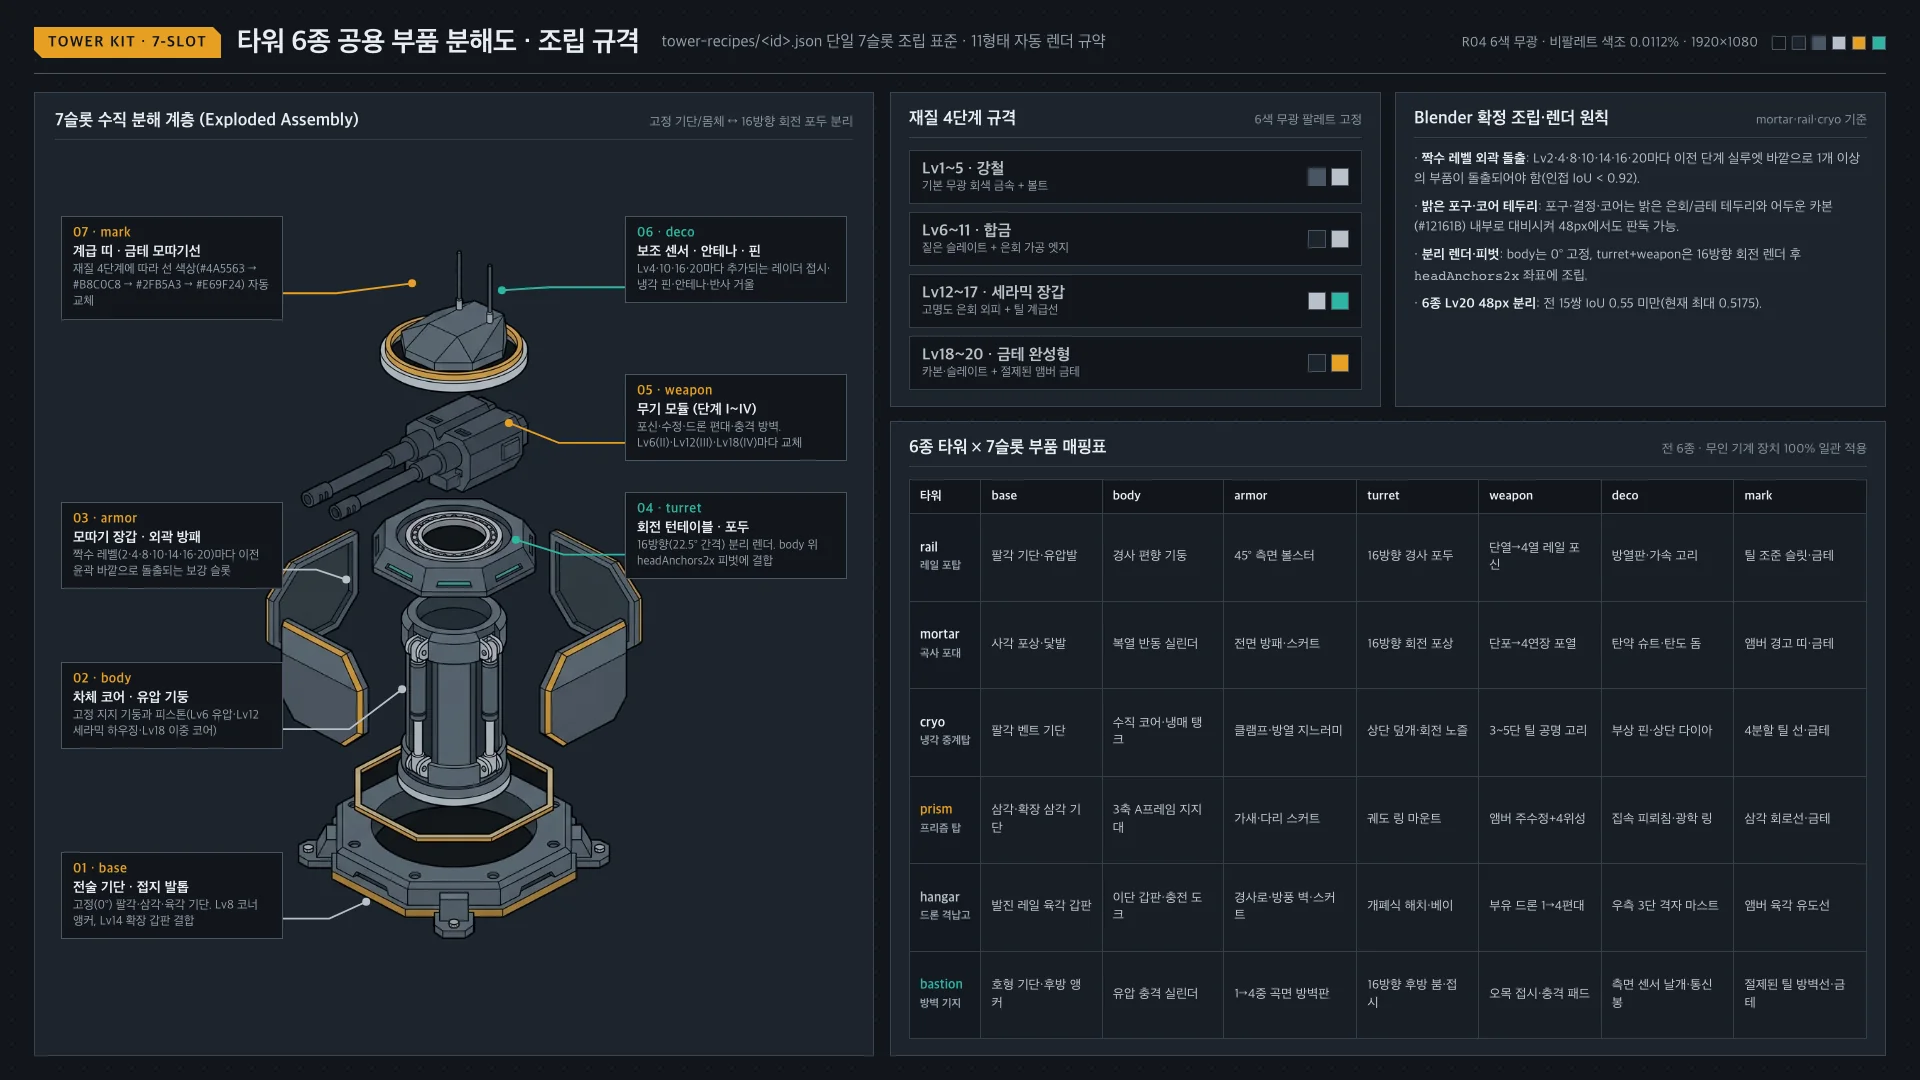 TOWER KIT · 7-SLOT
타워 6종 공용 부품 분해도 · 조립 규격
tower-recipes/<id>.json 단일 7슬롯 조립 표준 · 11형태 자동 렌더 규약
R04 6색 무광 · 비팔레트 색조 0.0112% · 1920×1080
7슬롯 수직 분해 계층 (Exploded Assembly)
고정 기단/몸체 ↔ 16방향 회전 포두 분리
07 · mark
계급 띠 · 금테 모따기선
재질 4단계에 따라 선 색상(#4A5563 →
#B8C0C8 → #2FB5A3 → #E69F24) 자동
교체
06 · deco
보조 센서 · 안테나 · 핀
Lv4·10·16·20마다 추가되는 레이더 접시·
냉각 핀·안테나·반사 거울
05 · weapon
무기 모듈 (단계 I~IV)
포신·수정·드론 편대·충격 방벽.
Lv6(II)·Lv12(III)·Lv18(IV)마다 교체
03 · armor
모따기 장갑 · 외곽 방패
짝수 레벨(2·4·8·10·14·16·20)마다 이전
윤곽 바깥으로 돌출되는 보강 슬롯
04 · turret
회전 턴테이블 · 포두
16방향(22.5° 간격) 분리 렌더. body 위
headAnchors2x 피벗에 결합
02 · body
차체 코어 · 유압 기둥
고정 지지 기둥과 피스톤(Lv6 유압·Lv12
세라믹 하우징·Lv18 이중 코어)
01 · base
전술 기단 · 접지 발톱
고정(0°) 팔각·삼각·육각 기단. Lv8 코너
앵커, Lv14 확장 갑판 결합
재질 4단계 규격
6색 무광 팔레트 고정
Lv1~5 · 강철
기본 무광 회색 금속 + 볼트
Lv6~11 · 합금
짙은 슬레이트 + 은회 가공 엣지
Lv12~17 · 세라믹 장갑
고명도 은회 외피 + 틸 계급선
Lv18~20 · 금테 완성형
카본·슬레이트 + 절제된 앰버 금테
Blender 확정 조립·렌더 원칙
mortar·rail·cryo 기준
· 짝수 레벨 외곽 돌출: Lv2·4·8·10·14·16·20마다 이전 단계 실루엣 바깥으로 1개 이상
의 부품이 돌출되어야 함(인접 IoU < 0.92).
· 밝은 포구·코어 테두리: 포구·결정·코어는 밝은 은회/금테 테두리와 어두운 카본
(#12161B) 내부로 대비시켜 48px에서도 판독 가능.
· 분리 렌더·피벗: body는 0° 고정, turret+weapon은 16방향 회전 렌더 후
headAnchors2x 좌표에 조립.
· 6종 Lv20 48px 분리: 전 15쌍 IoU 0.55 미만(현재 최대 0.5175).
6종 타워 × 7슬롯 부품 매핑표
전 6종 · 무인 기계 장치 100% 일관 적용
타워 base body armor turret weapon deco mark
rail
레일 포탑
팔각 기단·유압발
경사 편향 기둥
45° 측면 볼스터
16방향 경사 포두
단열→4열 레일 포
신
방열판·가속 고리
틸 조준 슬릿·금테
mortar
곡사 포대
사각 포상·닻발
복열 반동 실린더
전면 방패·스커트
16방향 회전 포상
단포→4연장 포열
탄약 슈트·탄도 돔
앰버 경고 띠·금테
cryo
냉각 중계탑
팔각 벤트 기단
수직 코어·냉매 탱
크
클램프·방열 지느러미
상단 덮개·회전 노즐
3~5단 틸 공명 고리
부상 핀·상단 다이아
4분할 틸 선·금테
prism
프리즘 탑
삼각·확장 삼각 기
단
3축 A프레임 지지
대
가새·다리 스커트
궤도 링 마운트
앰버 주수정+4위성
집속 피뢰침·광학 링
삼각 회로선·금테
hangar
드론 격납고
발진 레일 육각 갑판
이단 갑판·충전 도
크
경사로·방풍 벽·스커
트
개폐식 해치·베이
부유 드론 1→4편대
우측 3단 격자 마스트
앰버 육각 유도선
bastion
방벽 기지
호형 기단·후방 앵
커
유압 충격 실린더
1→4중 곡면 방벽판
16방향 후방 붐·접
시
오목 접시·충격 패드
측면 센서 날개·통신
봉
절제된 틸 방벽선·금
테